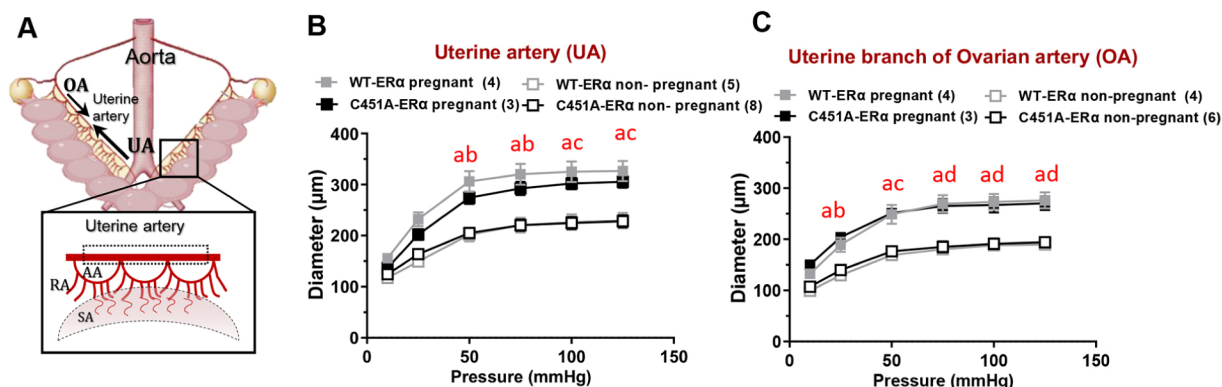 A
Aorta
OA
Uterine
artery
UA
Uterine artery
RA
AA
SA
B
Uterine artery (UA)
WT-ERα pregnant (4)
WT-ERα non-pregnant (5)
C451A-ERα pregnant (3)
C451A-ERα non- pregnant (8)
400
300
200
100
0
Diameter (μm)
ab
ab
ac
ac
0
50
100
150
Pressure (mmHg)
C
Uterine branch of Ovarian artery (OA)
WT-ERα pregnant (4)
WT-ERα non-pregnant (4)
C451A-ERα pregnant (3)
C451A-ERα non-pregnant (6)
400
300
200
100
0
Diameter (μm)
ab
ac
ad
ad
ad
0
50
100
150
Pressure (mmHg)